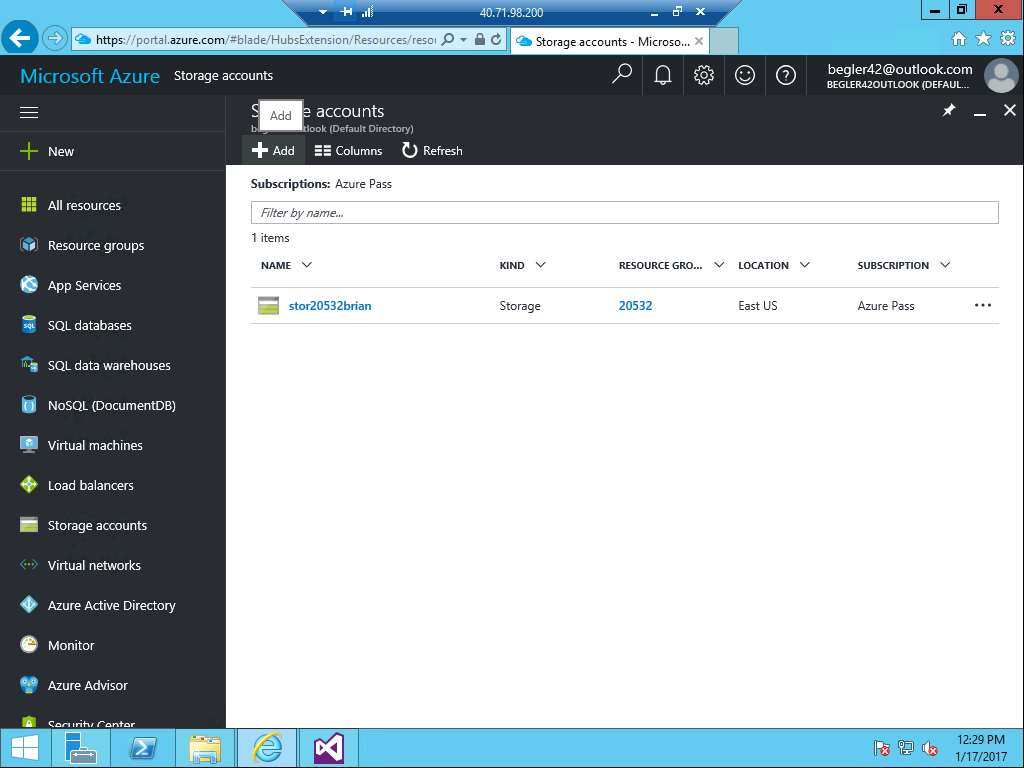 40.71.98.200
https://portal.azure.com/#blade/HubsExtension/Resources/resou
Storage accounts - Microso...
Microsoft Azure
Storage accounts
begler42@outlook.com
BEGLER42OUTLOOK (DEFAUL...
Add
accounts
(Default Directory)
Add
Columns
Refresh
New
Subscriptions: Azure Pass
Filter by name...
1 items
NAME
KIND
RESOURCE GRO...
LOCATION
SUBSCRIPTION
stor20532brian
Storage
20532
East US
Azure Pass
All resources
Resource groups
App Services
SQL databases
SQL data warehouses
NoSQL (DocumentDB)
Virtual machines
Load balancers
Storage accounts
Virtual networks
Azure Active Directory
Monitor
Azure Advisor
Security Center
12:29 PM
1/17/2017